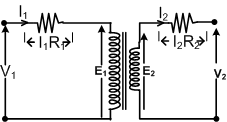 I₁ I₂
I₁R₁ I₂R₂
V₁ E₁ E₂ V₂